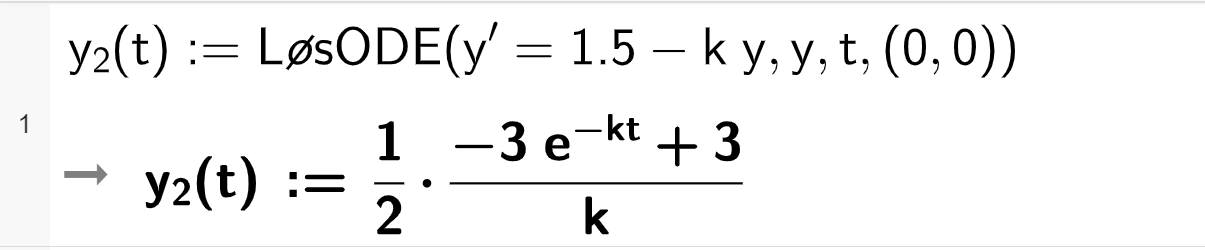 y₂(t) := LøsODE(y′ = 1.5 − k y, y, t, (0, 0))
1
→ y₂(t) := 1/2 · (−3 e^(−kt) + 3)/k